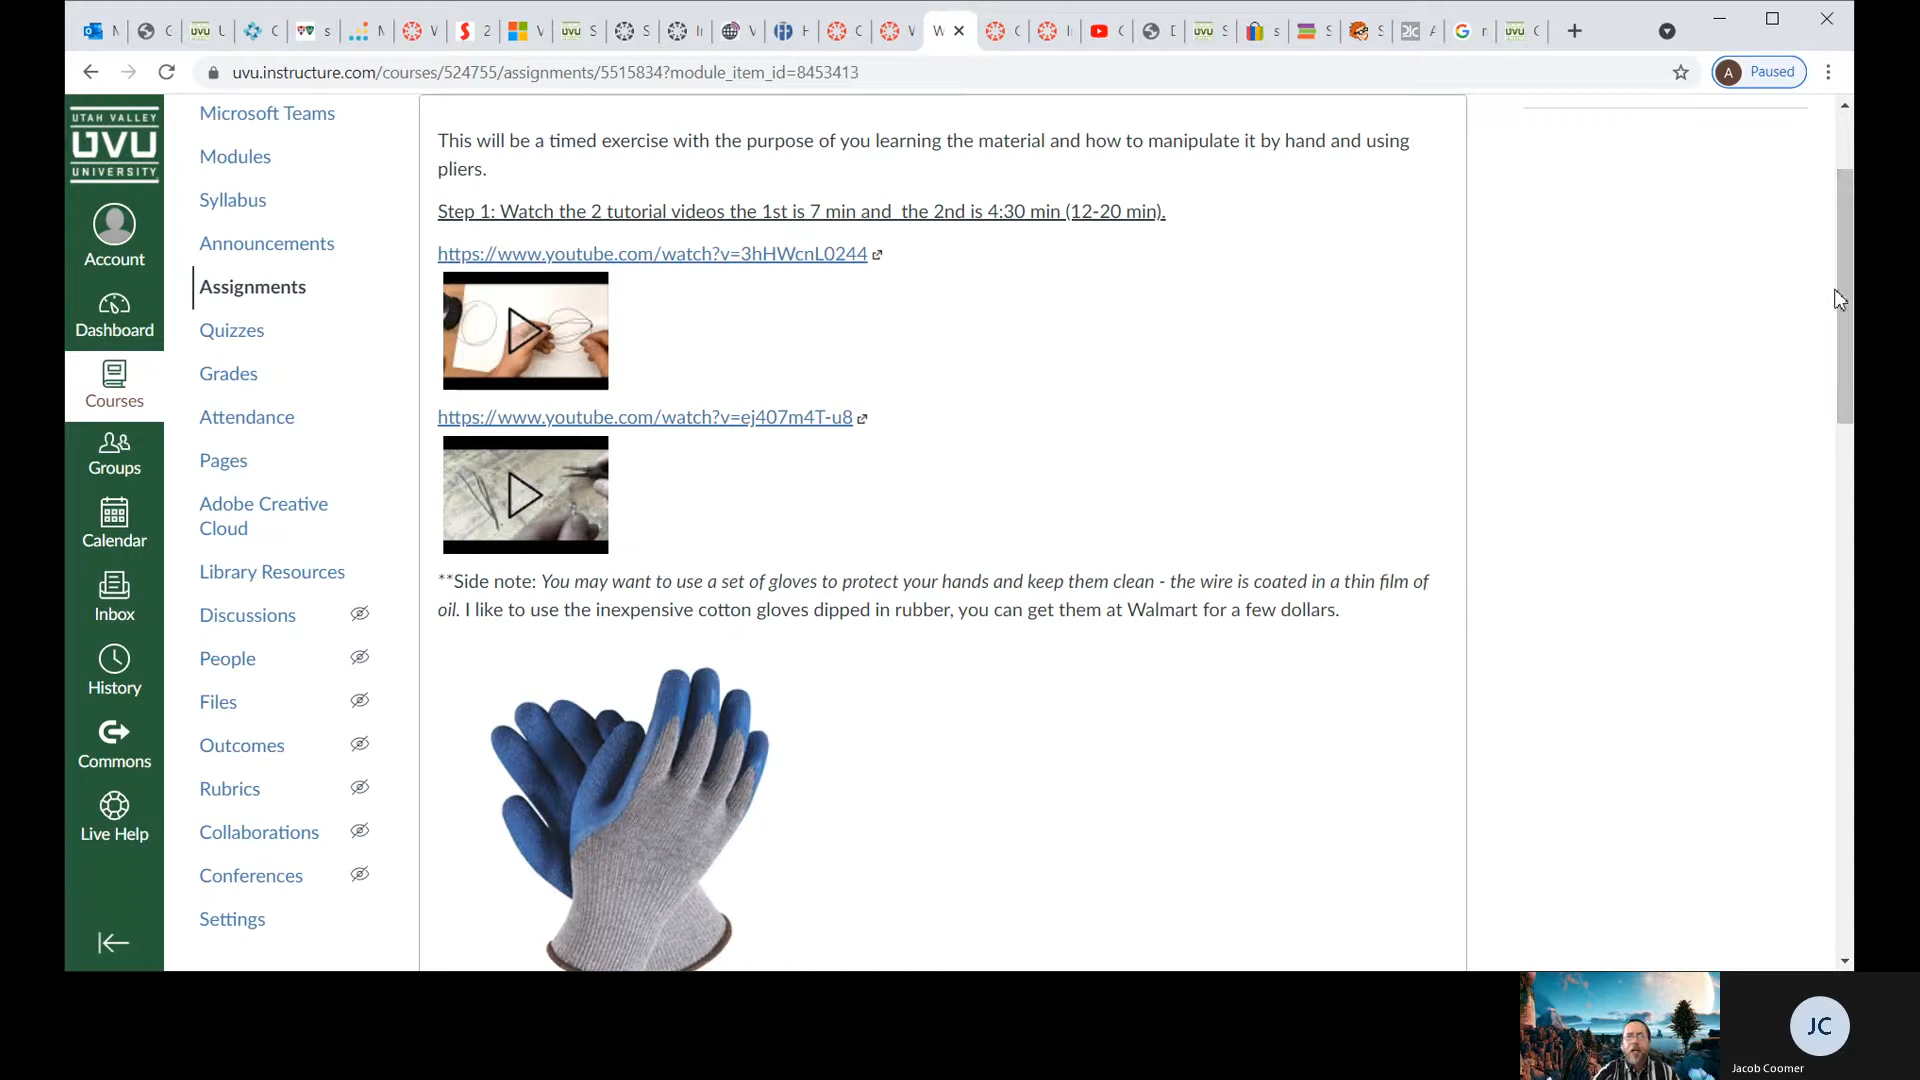 uvu.instructure.com/courses/524755/assignments/5515834?module_item_id=8453413
A Paused
UTAH VALLEY
UVU
UNIVERSITY
Account
Dashboard
Courses
Groups
Calendar
Inbox
History
Commons
Live Help
Microsoft Teams
Modules
Syllabus
Announcements
Assignments
Quizzes
Grades
Attendance
Pages
Adobe Creative
Cloud
Library Resources
Discussions
People
Files
Outcomes
Rubrics
Collaborations
Conferences
Settings
This will be a timed exercise with the purpose of you learning the material and how to manipulate it by hand and using
pliers.
Step 1: Watch the 2 tutorial videos the 1st is 7 min and the 2nd is 4:30 min (12-20 min).
https://www.youtube.com/watch?v=3hHWcnL0244
https://www.youtube.com/watch?v=ej407m4T-u8
**Side note: You may want to use a set of gloves to protect your hands and keep them clean - the wire is coated in a thin film of
oil. I like to use the inexpensive cotton gloves dipped in rubber, you can get them at Walmart for a few dollars.
JC
Jacob Coomer